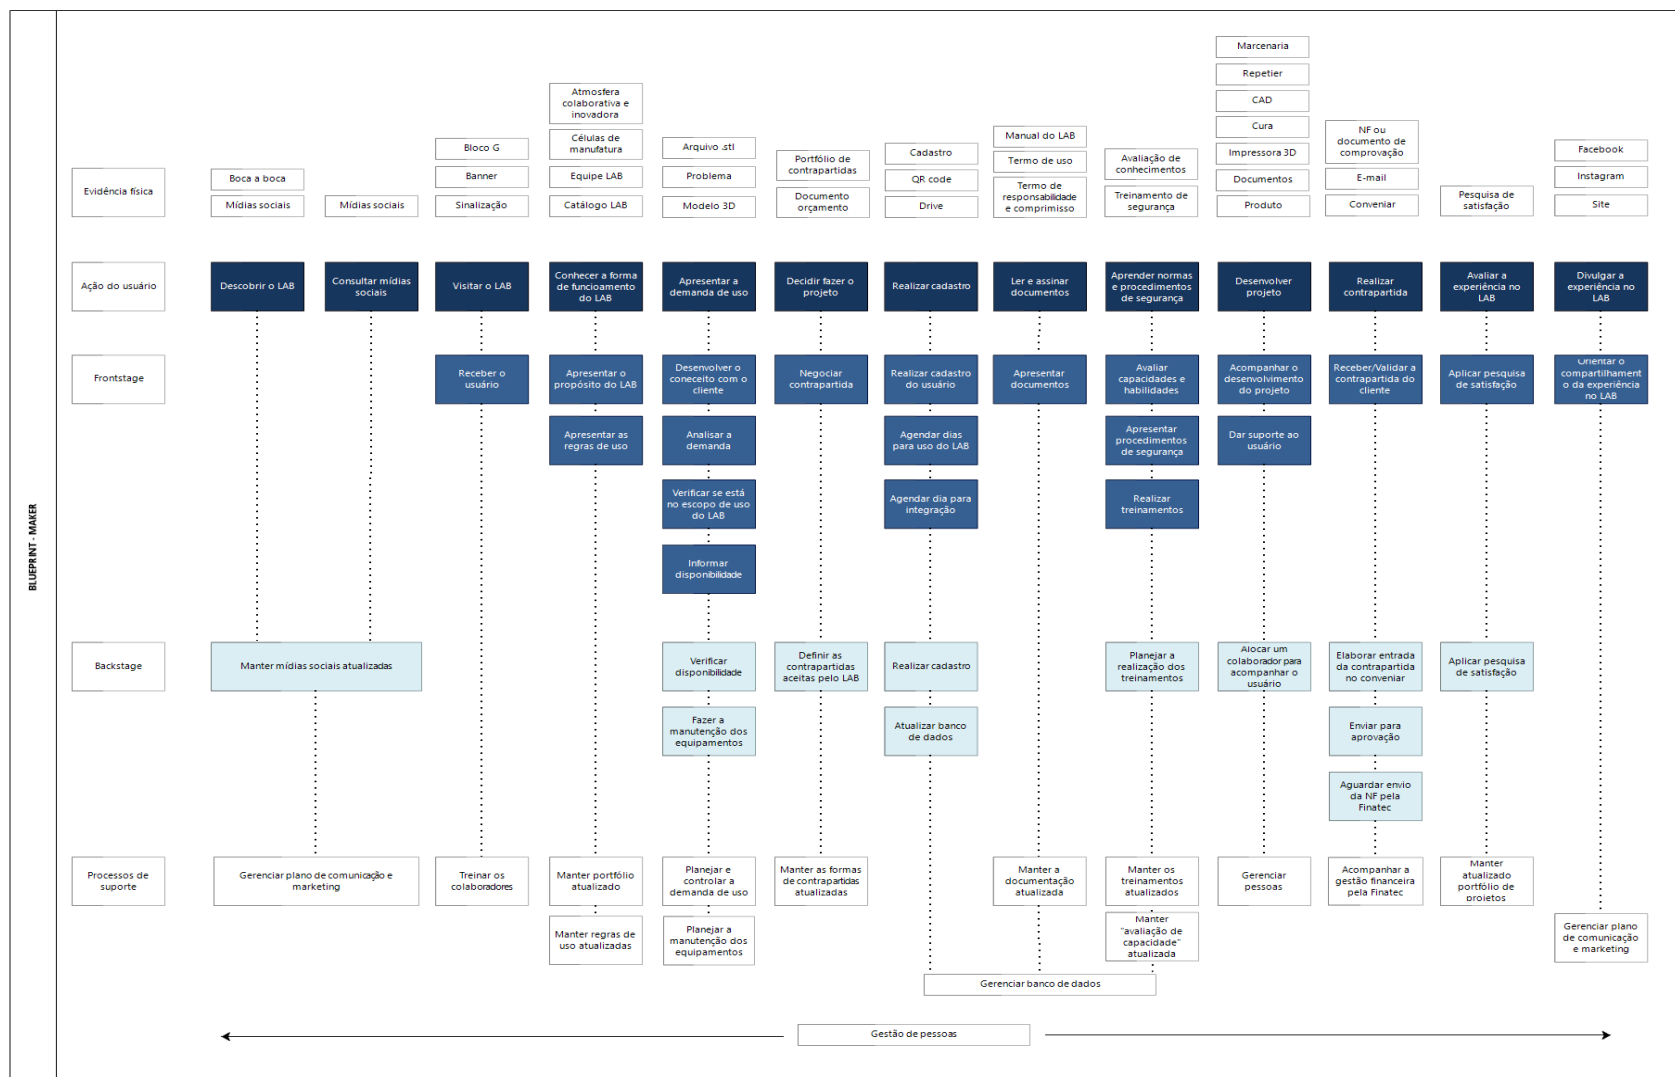 BLUEPRINT - MAKER
Evidência física
Boca a boca
Mídias sociais
Mídias sociais
Bloco G
Banner
Sinalização
Atmosfera
colaborativa e
inovadora
Células de
manufatura
Equipe LAB
Catálogo LAB
Arquivo .stl
Problema
Modelo 3D
Portfólio de
contrapartidas
Documento
orçamento
Cadastro
QR code
Drive
Manual do LAB
Termo de uso
Termo de
responsabilidade
e comprimisso
Avaliação de
conhecimentos
Treinamento de
segurança
Marcenaria
Repetier
CAD
Cura
Impressora 3D
Documentos
Produto
NF ou
documento de
comprovação
E-mail
Conveniar
Pesquisa de
satisfação
Facebook
Instagram
Site
Ação do usuário
Descobrir o LAB
Consultar mídias
sociais
Visitar o LAB
Conhecer a forma
de funcioamento
do LAB
Apresentar a
demanda de uso
Decidir fazer o
projeto
Realizar cadastro
Ler e assinar
documentos
Aprender normas
e procedimentos
de segurança
Desenvolver
projeto
Realizar
contrapartida
Avaliar a
experiência no
LAB
Divulgar a
experiência no
LAB
Frontstage
Receber o
usuário
Apresentar o
propósito do LAB
Apresentar as
regras de uso
Desenvolver o
coneceito com o
cliente
Analisar a
demanda
Verificar se está
no escopo de uso
do LAB
Informar
disponibilidade
Negociar
contrapartida
Realizar cadastro
do usuário
Agendar dias
para uso do LAB
Agendar dia para
integração
Apresentar
documentos
Avaliar
capacidades e
habilidades
Apresentar
procedimentos
de segurança
Realizar
treinamentos
Acompanhar o
desenvolvimento
do projeto
Dar suporte ao
usuário
Receber/Validar a
contrapartida do
cliente
Aplicar pesquisa
de satisfação
Orientar o
compartilhament
o da experiência
no LAB
Backstage
Manter mídias sociais atualizadas
Verificar
disponibilidade
Fazer a
manutenção dos
equipamentos
Definir as
contrapartidas
aceitas pelo LAB
Realizar cadastro
Atualizar banco
de dados
Planejar a
realização dos
treinamentos
Alocar um
colaborador para
acompanhar o
usuário
Elaborar entrada
da contrapartida
no conveniar
Enviar para
aprovação
Aguardar envio
da NF pela
Finatec
Aplicar pesquisa
de satisfação
Processos de
suporte
Gerenciar plano de comunicação e
marketing
Treinar os
colaboradores
Manter portfólio
atualizado
Manter regras de
uso atualizadas
Planejar e
controlar a
demanda de uso
Planejar a
manutenção dos
equipamentos
Manter as formas
de contrapartidas
atualizadas
Manter a
documentação
atualizada
Manter os
treinamentos
atualizados
Manter
"avaliação de
capacidade"
atualizada
Gerenciar
pessoas
Acompanhar a
gestão financeira
pela Finatec
Manter
atualizado
portfólio de
projetos
Gerenciar plano
de comunicação
e marketing
Gerenciar banco de dados
Gestão de pessoas